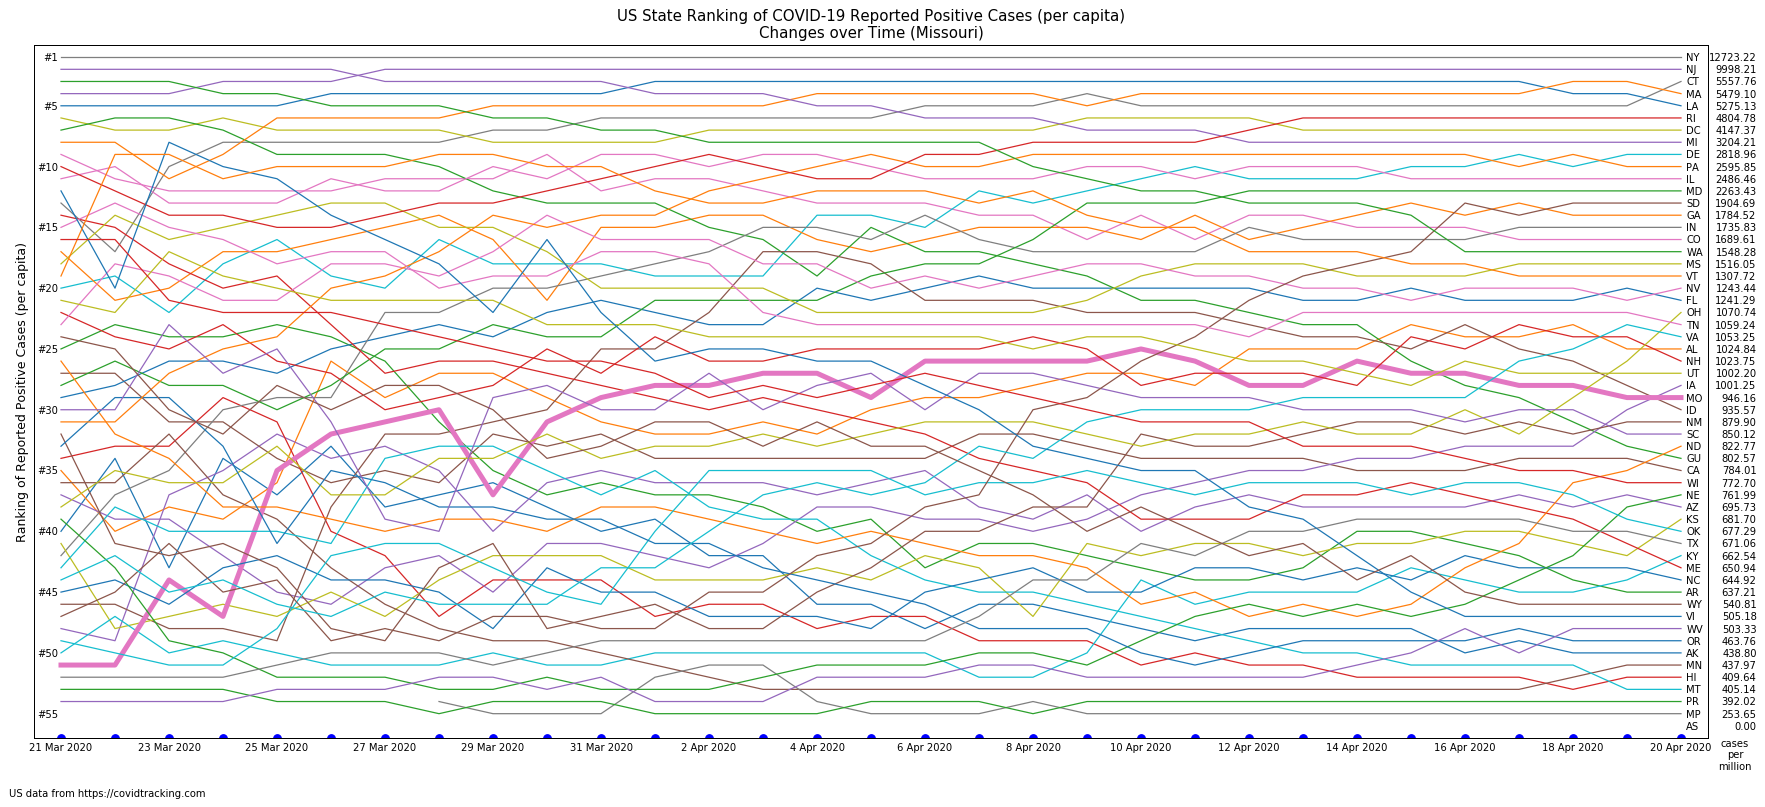 US State Ranking of COVID-19 Reported Positive Cases (per capita)
Changes over Time (Missouri)
Ranking of Reported Positive Cases (per capita)
#1
#5
#10
#15
#20
#25
#30
#35
#40
#45
#50
#55
NY 12723.22
NJ 9998.21
CT 5557.76
MA 5479.10
LA 5275.13
RI 4804.78
DC 4147.37
MI 3204.21
DE 2818.96
PA 2595.85
IL 2486.46
MD 2263.43
SD 1904.69
GA 1784.52
IN 1735.83
CO 1689.61
WA 1548.28
MS 1516.05
VT 1307.72
NV 1243.44
FL 1241.29
OH 1070.74
TN 1059.24
VA 1053.25
AL 1024.84
NH 1023.75
UT 1002.20
IA 1001.25
MO 946.16
ID 935.57
NM 879.90
SC 850.12
ND 822.77
GU 802.57
CA 784.01
WI 772.70
NE 761.99
AZ 695.73
KS 681.70
OK 677.29
TX 671.06
KY 662.54
ME 650.94
NC 644.92
AR 637.21
WY 540.81
VI 505.18
WV 503.33
OR 463.76
AK 438.80
MN 437.97
HI 409.64
MT 405.14
PR 392.02
MP 253.65
AS 0.00
21 Mar 2020 23 Mar 2020 25 Mar 2020 27 Mar 2020 29 Mar 2020 31 Mar 2020 2 Apr 2020 4 Apr 2020 6 Apr 2020 8 Apr 2020 10 Apr 2020 12 Apr 2020 14 Apr 2020 16 Apr 2020 18 Apr 2020 20 Apr 2020
cases
per
million
US data from https://covidtracking.com